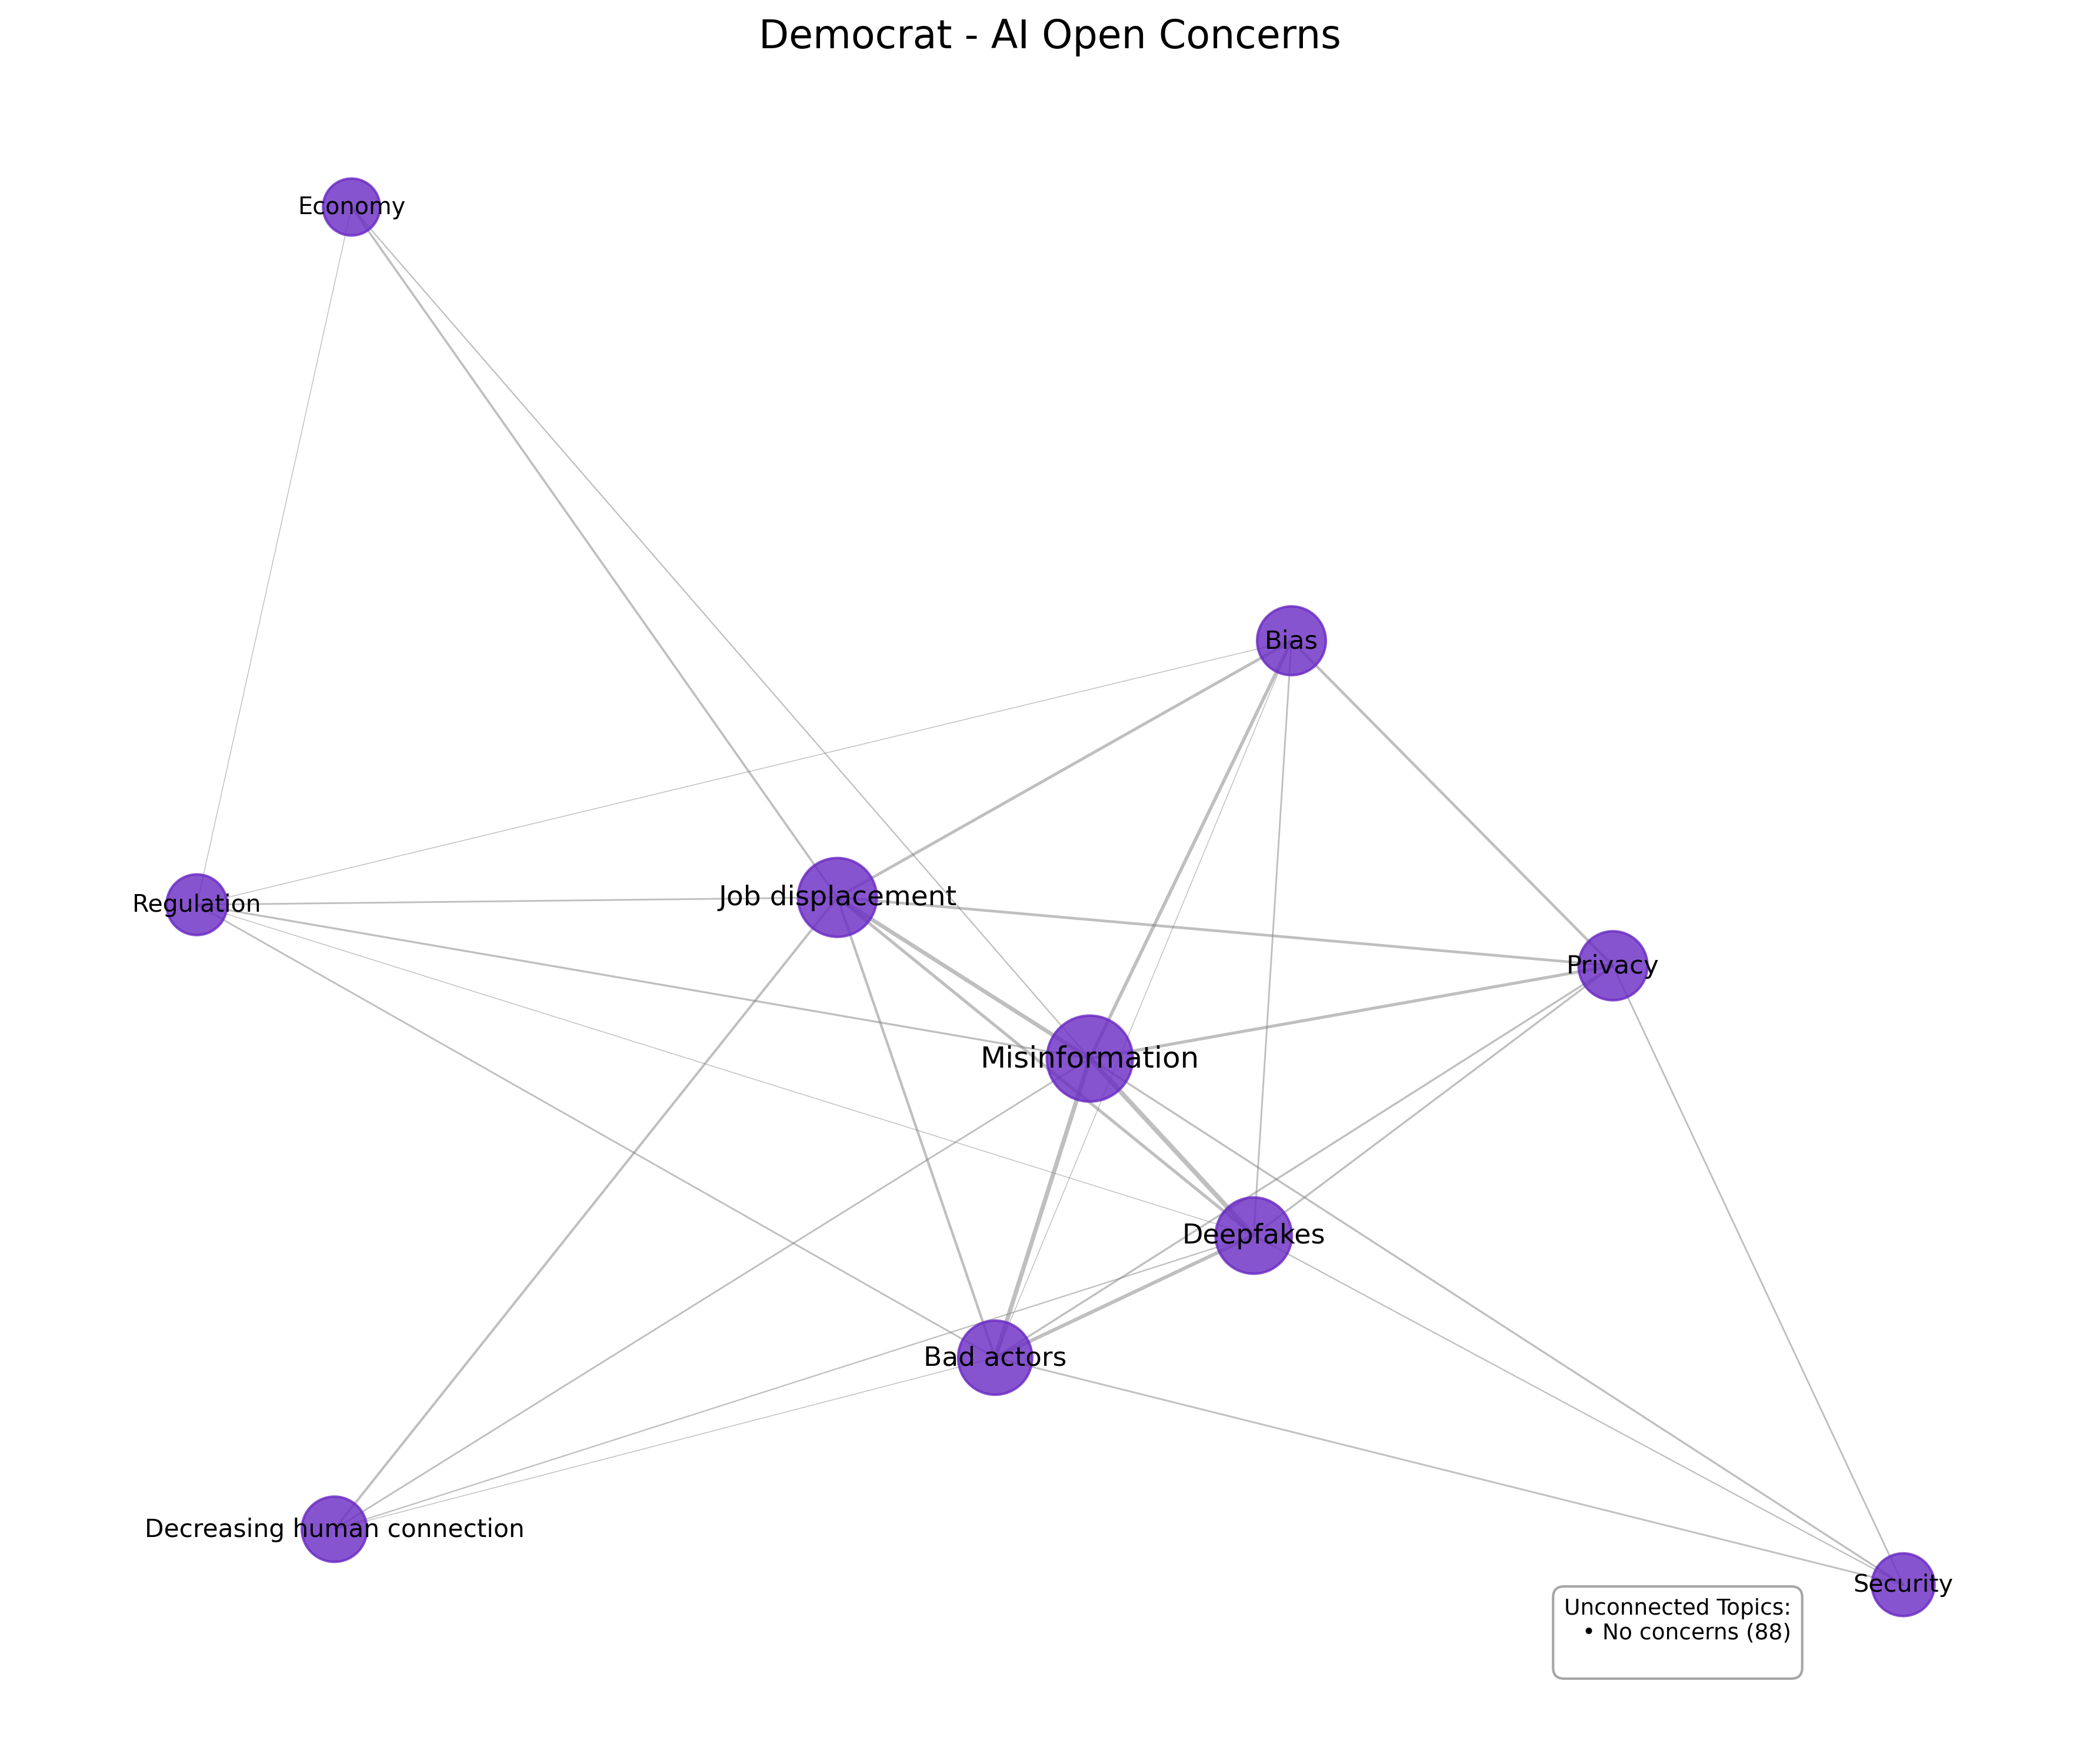 Democrat - AI Open Concerns
Economy
Bias
Job displacement
Regulation
Privacy
Misinformation
Deepfakes
Bad actors
Decreasing human connection
Security
Unconnected Topics:
• No concerns (88)